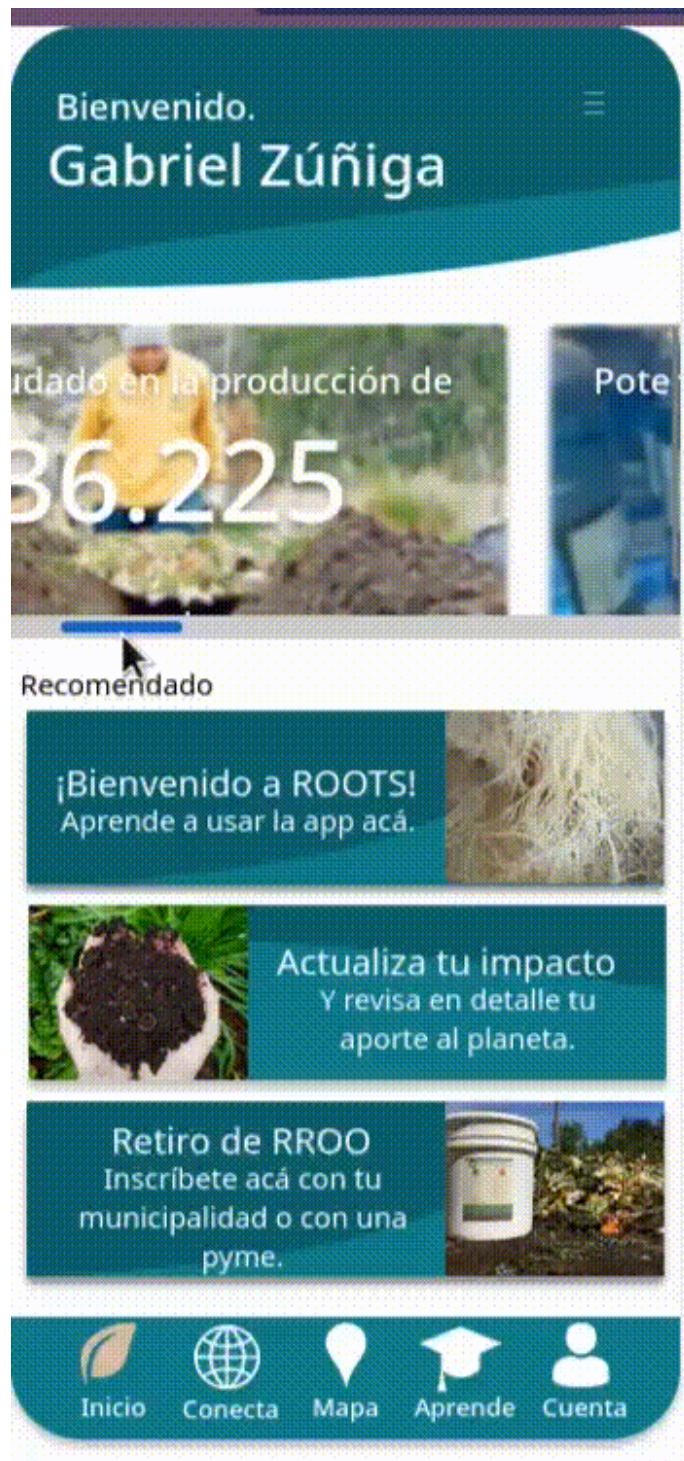 Bienvenido.
Gabriel Zúñiga
en la producción de
Pote
36.225
Recomendado
¡Bienvenido a ROOTS!
Aprende a usar la app acá.
Actualiza tu impacto
Y revisa en detalle tu
aporte al planeta.
Retiro de RROO
Inscríbete acá con tu
municipalidad o con una
pyme.
Inicio
Conecta
Mapa
Aprende
Cuenta